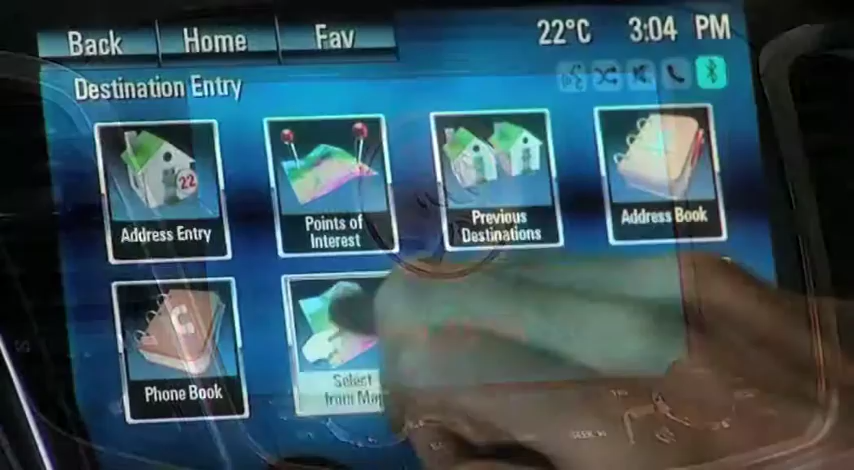 Back Home Fav 22°C 3:04 PM
Destination Entry
22
Address Entry
Points of
Interest
Previous
Destinations
Address Book
Phone Book
Select
from Map